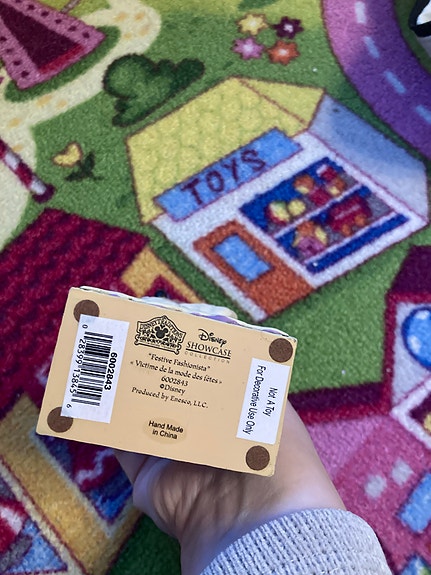 TOYS
Disney
SHOWCASE
COLLECTION
"Festive Fashionista"
« Victime de la mode des fêtes »
6002843
©Disney
Produced by Enesco, LLC.
Hand Made
in China
6002843
Not A Toy
For Decorative Use Only